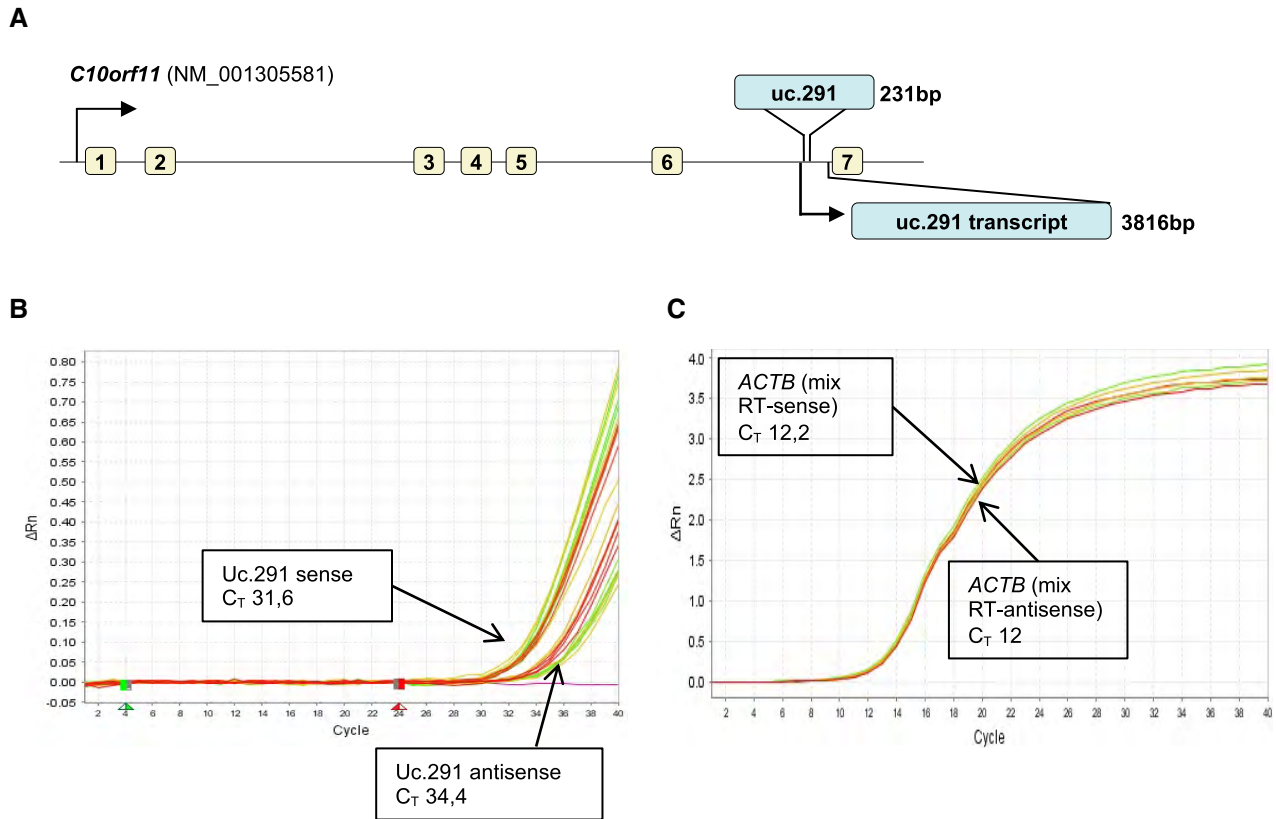 A
C10orf11 (NM_001305581)
uc.291 231bp
1 2 3 4 5 6 7
uc.291 transcript 3816bp
B
0.80
0.75
0.70
0.65
0.60
0.55
0.50
0.45
0.40
0.35
0.30
0.25
0.20
0.15
0.10
0.05
0.00
-0.05
ΔRn
2 4 6 8 10 12 14 16 18 20 22 24 26 28 30 32 34 36 38 40
Cycle
Uc.291 sense
CT 31,6
Uc.291 antisense
CT 34,4
C
4.0
3.5
3.0
2.5
2.0
1.5
1.0
0.5
0.0
ΔRn
2 4 6 8 10 12 14 16 18 20 22 24 26 28 30 32 34 36 38 40
Cycle
ACTB (mix
RT-sense)
CT 12,2
ACTB (mix
RT-antisense)
CT 12